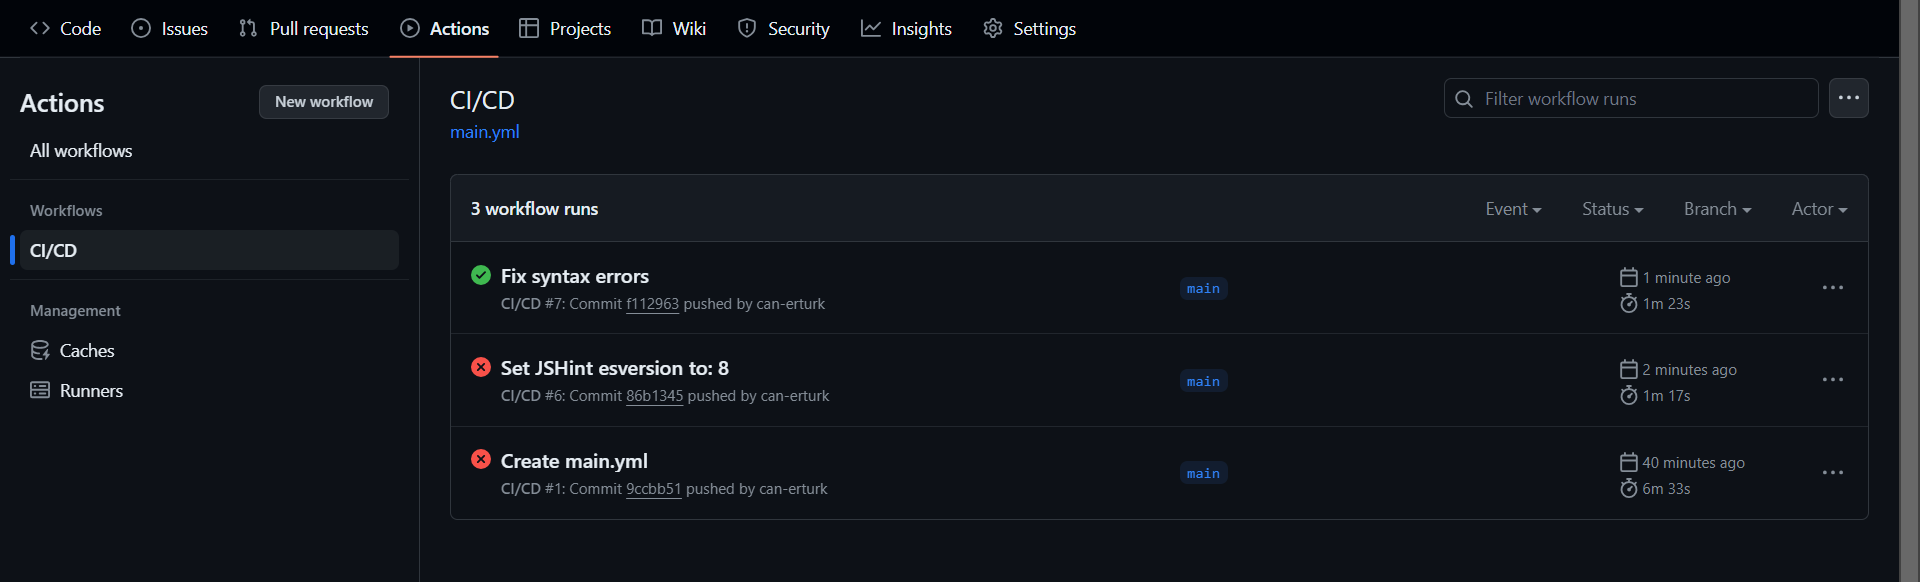 Code Issues Pull requests Actions Projects Wiki Security Insights Settings
Actions
New workflow
All workflows
Workflows
CI/CD
Management
Caches
Runners
CI/CD
main.yml
Filter workflow runs
3 workflow runs
Event Status Branch Actor
Fix syntax errors
CI/CD #7: Commit f112963 pushed by can-erturk
main
1 minute ago
1m 23s
Set JSHint esversion to: 8
CI/CD #6: Commit 86b1345 pushed by can-erturk
main
2 minutes ago
1m 17s
Create main.yml
CI/CD #1: Commit 9ccbb51 pushed by can-erturk
main
40 minutes ago
6m 33s